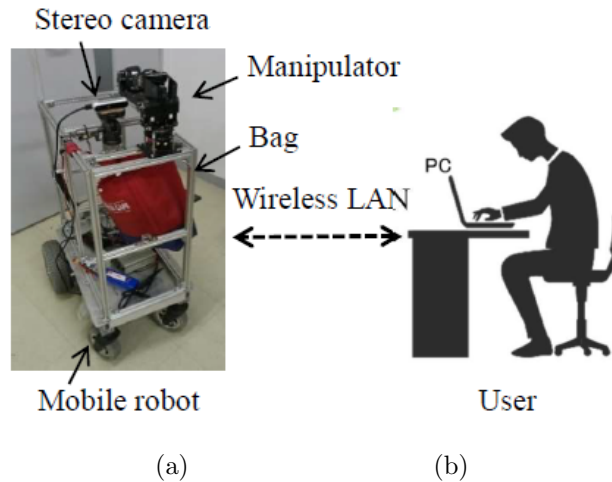 Stereo camera
Manipulator
Bag
Wireless LAN
PC
Mobile robot
User
(a)
(b)